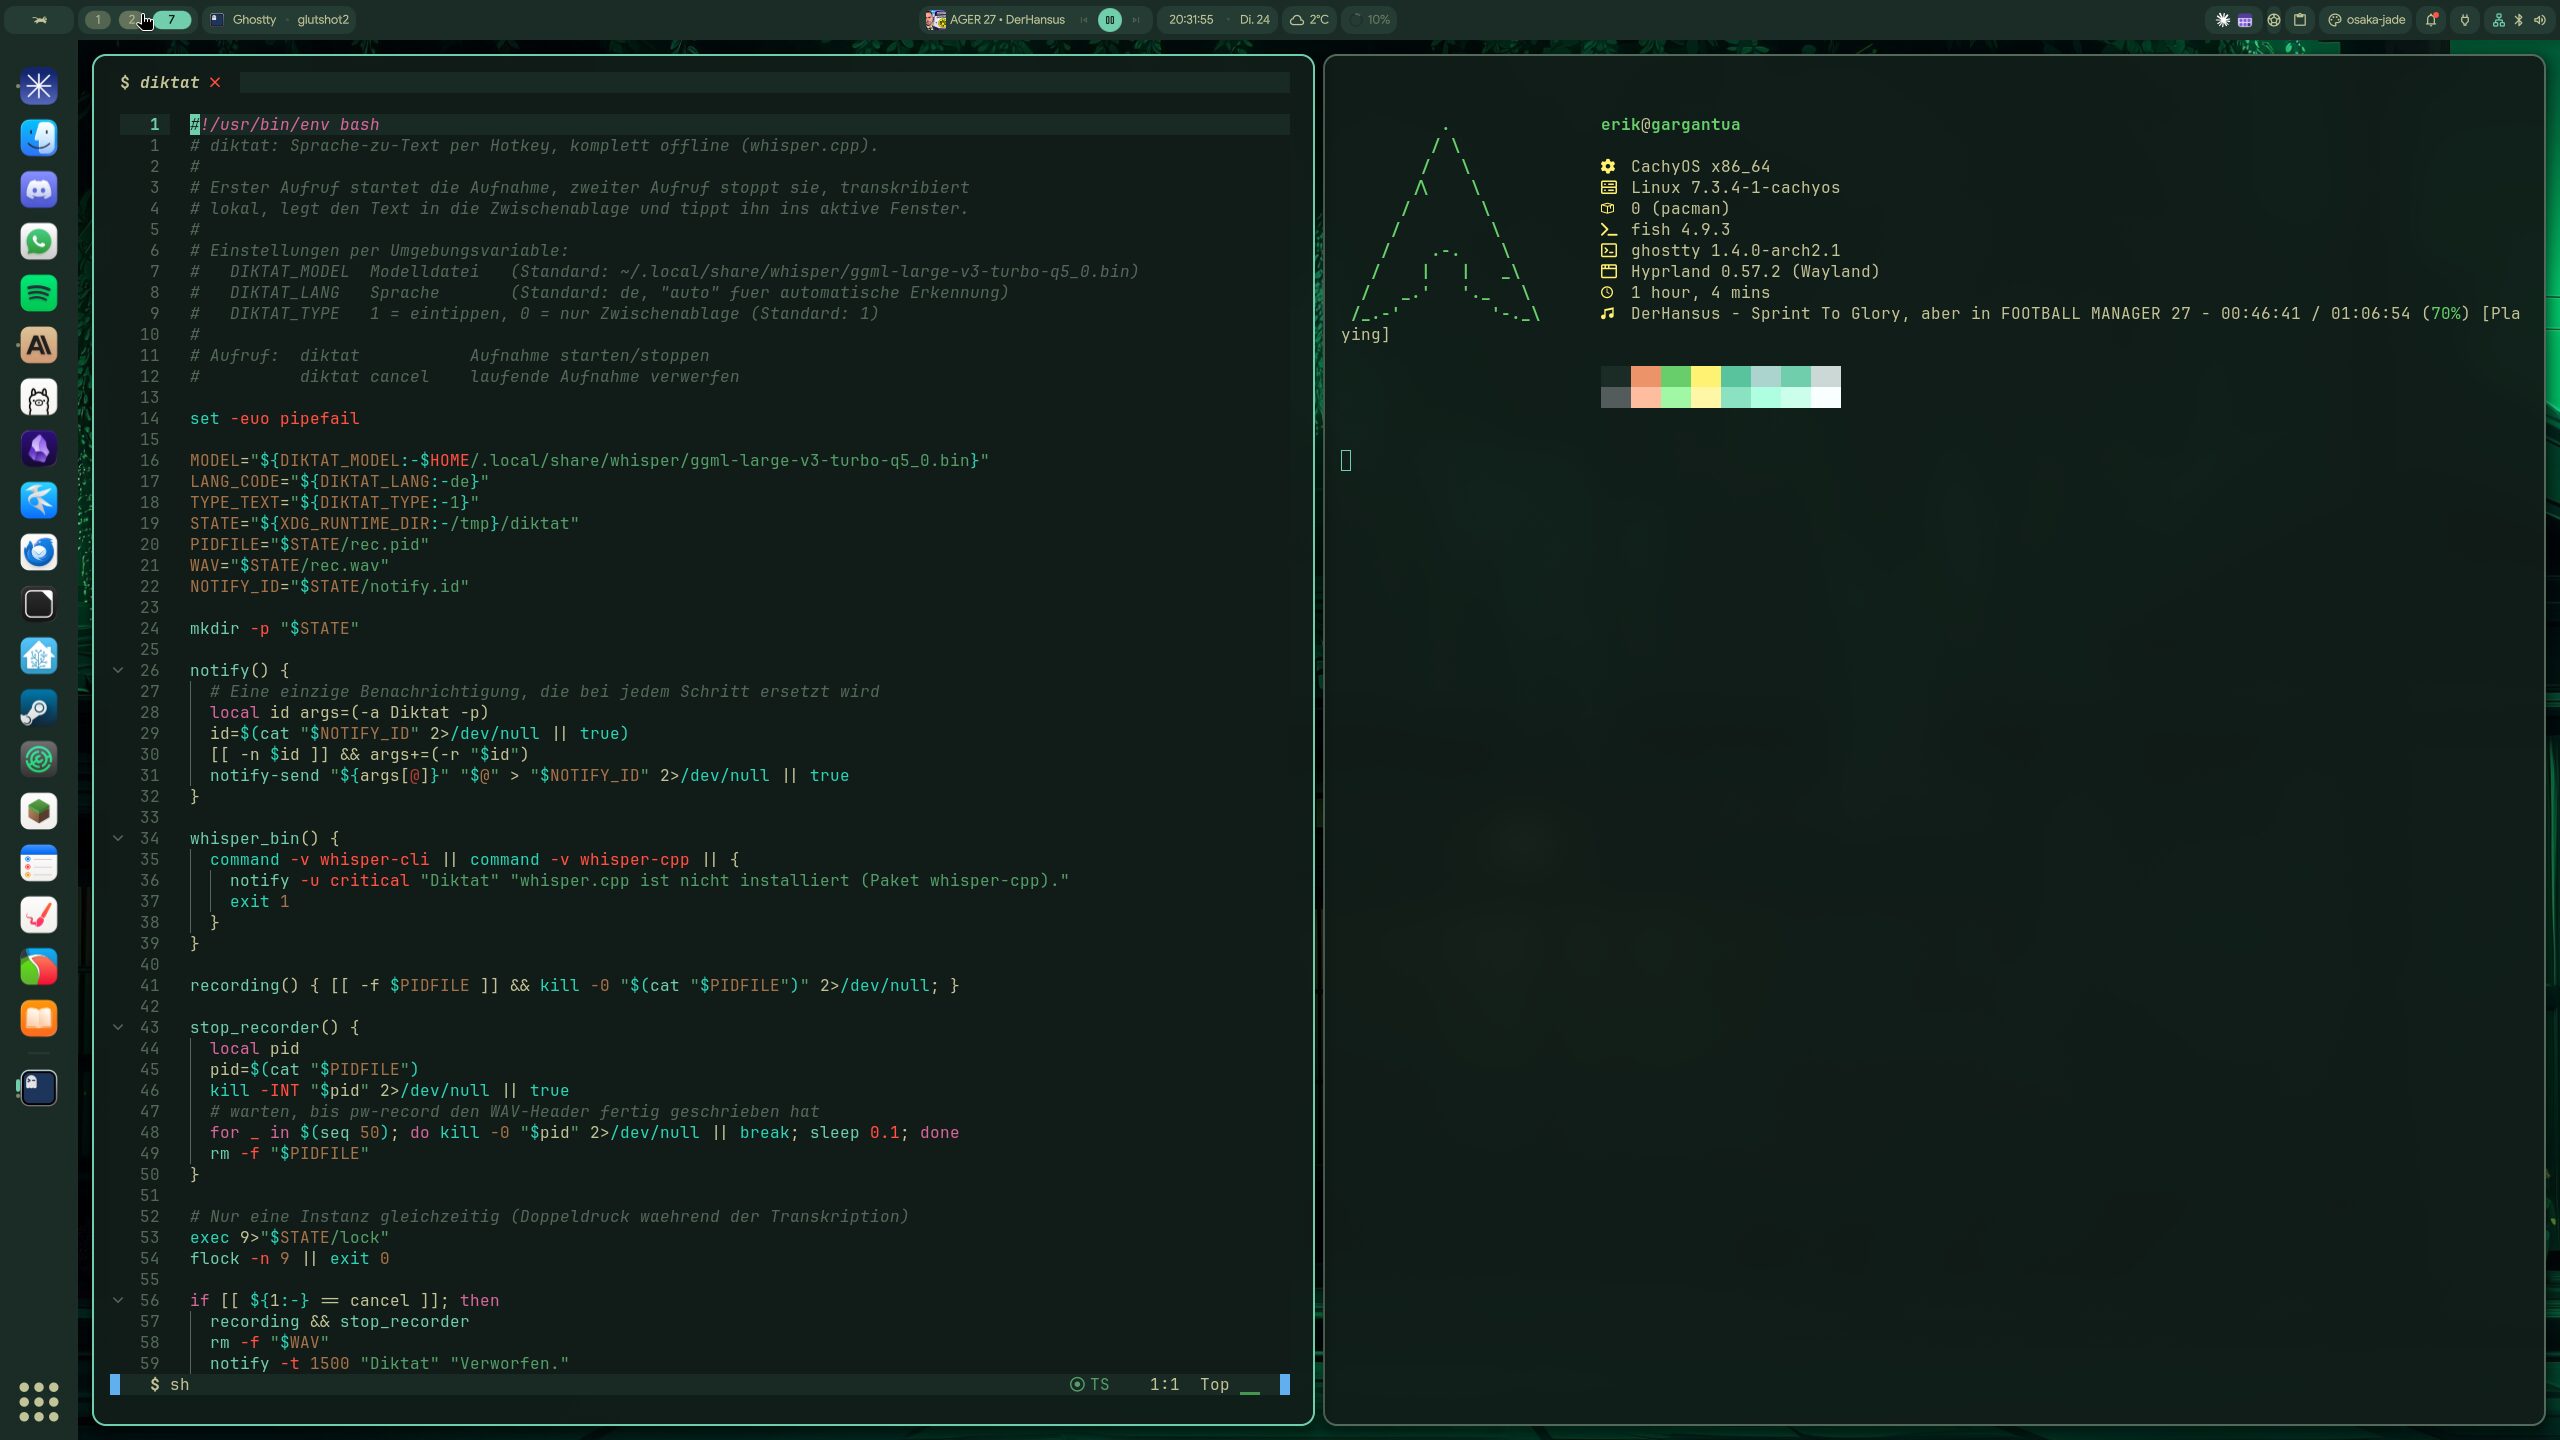 1 2 7 Ghostty · glutshot2
AGER 27 • DerHansus
20:31:55 · Di. 24
2°C
10%
osaka-jade
$ diktat ×
1 #!/usr/bin/env bash
1 # diktat: Sprache-zu-Text per Hotkey, komplett offline (whisper.cpp).
2 #
3 # Erster Aufruf startet die Aufnahme, zweiter Aufruf stoppt sie, transkribiert
4 # lokal, legt den Text in die Zwischenablage und tippt ihn ins aktive Fenster.
5 #
6 # Einstellungen per Umgebungsvariable:
7 #   DIKTAT_MODEL  Modelldatei   (Standard: ~/.local/share/whisper/ggml-large-v3-turbo-q5_0.bin)
8 #   DIKTAT_LANG   Sprache       (Standard: de, "auto" fuer automatische Erkennung)
9 #   DIKTAT_TYPE   1 = eintippen, 0 = nur Zwischenablage (Standard: 1)
10 #
11 # Aufruf:  diktat           Aufnahme starten/stoppen
12 #          diktat cancel    laufende Aufnahme verwerfen
13
14 set -euo pipefail
15
16 MODEL="${DIKTAT_MODEL:-$HOME/.local/share/whisper/ggml-large-v3-turbo-q5_0.bin}"
17 LANG_CODE="${DIKTAT_LANG:-de}"
18 TYPE_TEXT="${DIKTAT_TYPE:-1}"
19 STATE="${XDG_RUNTIME_DIR:-/tmp}/diktat"
20 PIDFILE="$STATE/rec.pid"
21 WAV="$STATE/rec.wav"
22 NOTIFY_ID="$STATE/notify.id"
23
24 mkdir -p "$STATE"
25
26 notify() {
27   # Eine einzige Benachrichtigung, die bei jedem Schritt ersetzt wird
28   local id args=(-a Diktat -p)
29   id=$(cat "$NOTIFY_ID" 2>/dev/null || true)
30   [[ -n $id ]] && args+=(-r "$id")
31   notify-send "${args[@]}" "$@" > "$NOTIFY_ID" 2>/dev/null || true
32 }
33
34 whisper_bin() {
35   command -v whisper-cli || command -v whisper-cpp || {
36     notify -u critical "Diktat" "whisper.cpp ist nicht installiert (Paket whisper-cpp)."
37     exit 1
38   }
39 }
40
41 recording() { [[ -f $PIDFILE ]] && kill -0 "$(cat "$PIDFILE")" 2>/dev/null; }
42
43 stop_recorder() {
44   local pid
45   pid=$(cat "$PIDFILE")
46   kill -INT "$pid" 2>/dev/null || true
47   # warten, bis pw-record den WAV-Header fertig geschrieben hat
48   for _ in $(seq 50); do kill -0 "$pid" 2>/dev/null || break; sleep 0.1; done
49   rm -f "$PIDFILE"
50 }
51
52 # Nur eine Instanz gleichzeitig (Doppeldruck waehrend der Transkription)
53 exec 9>"$STATE/lock"
54 flock -n 9 || exit 0
55
56 if [[ ${1:-} == cancel ]]; then
57   recording && stop_recorder
58   rm -f "$WAV"
59   notify -t 1500 "Diktat" "Verworfen."
$ sh TS 1:1 Top
erik@gargantua
CachyOS x86_64
Linux 7.3.4-1-cachyos
0 (pacman)
fish 4.9.3
ghostty 1.4.0-arch2.1
Hyprland 0.57.2 (Wayland)
1 hour, 4 mins
DerHansus - Sprint To Glory, aber in FOOTBALL MANAGER 27 - 00:46:41 / 01:06:54 (70%) [Pla
ying]